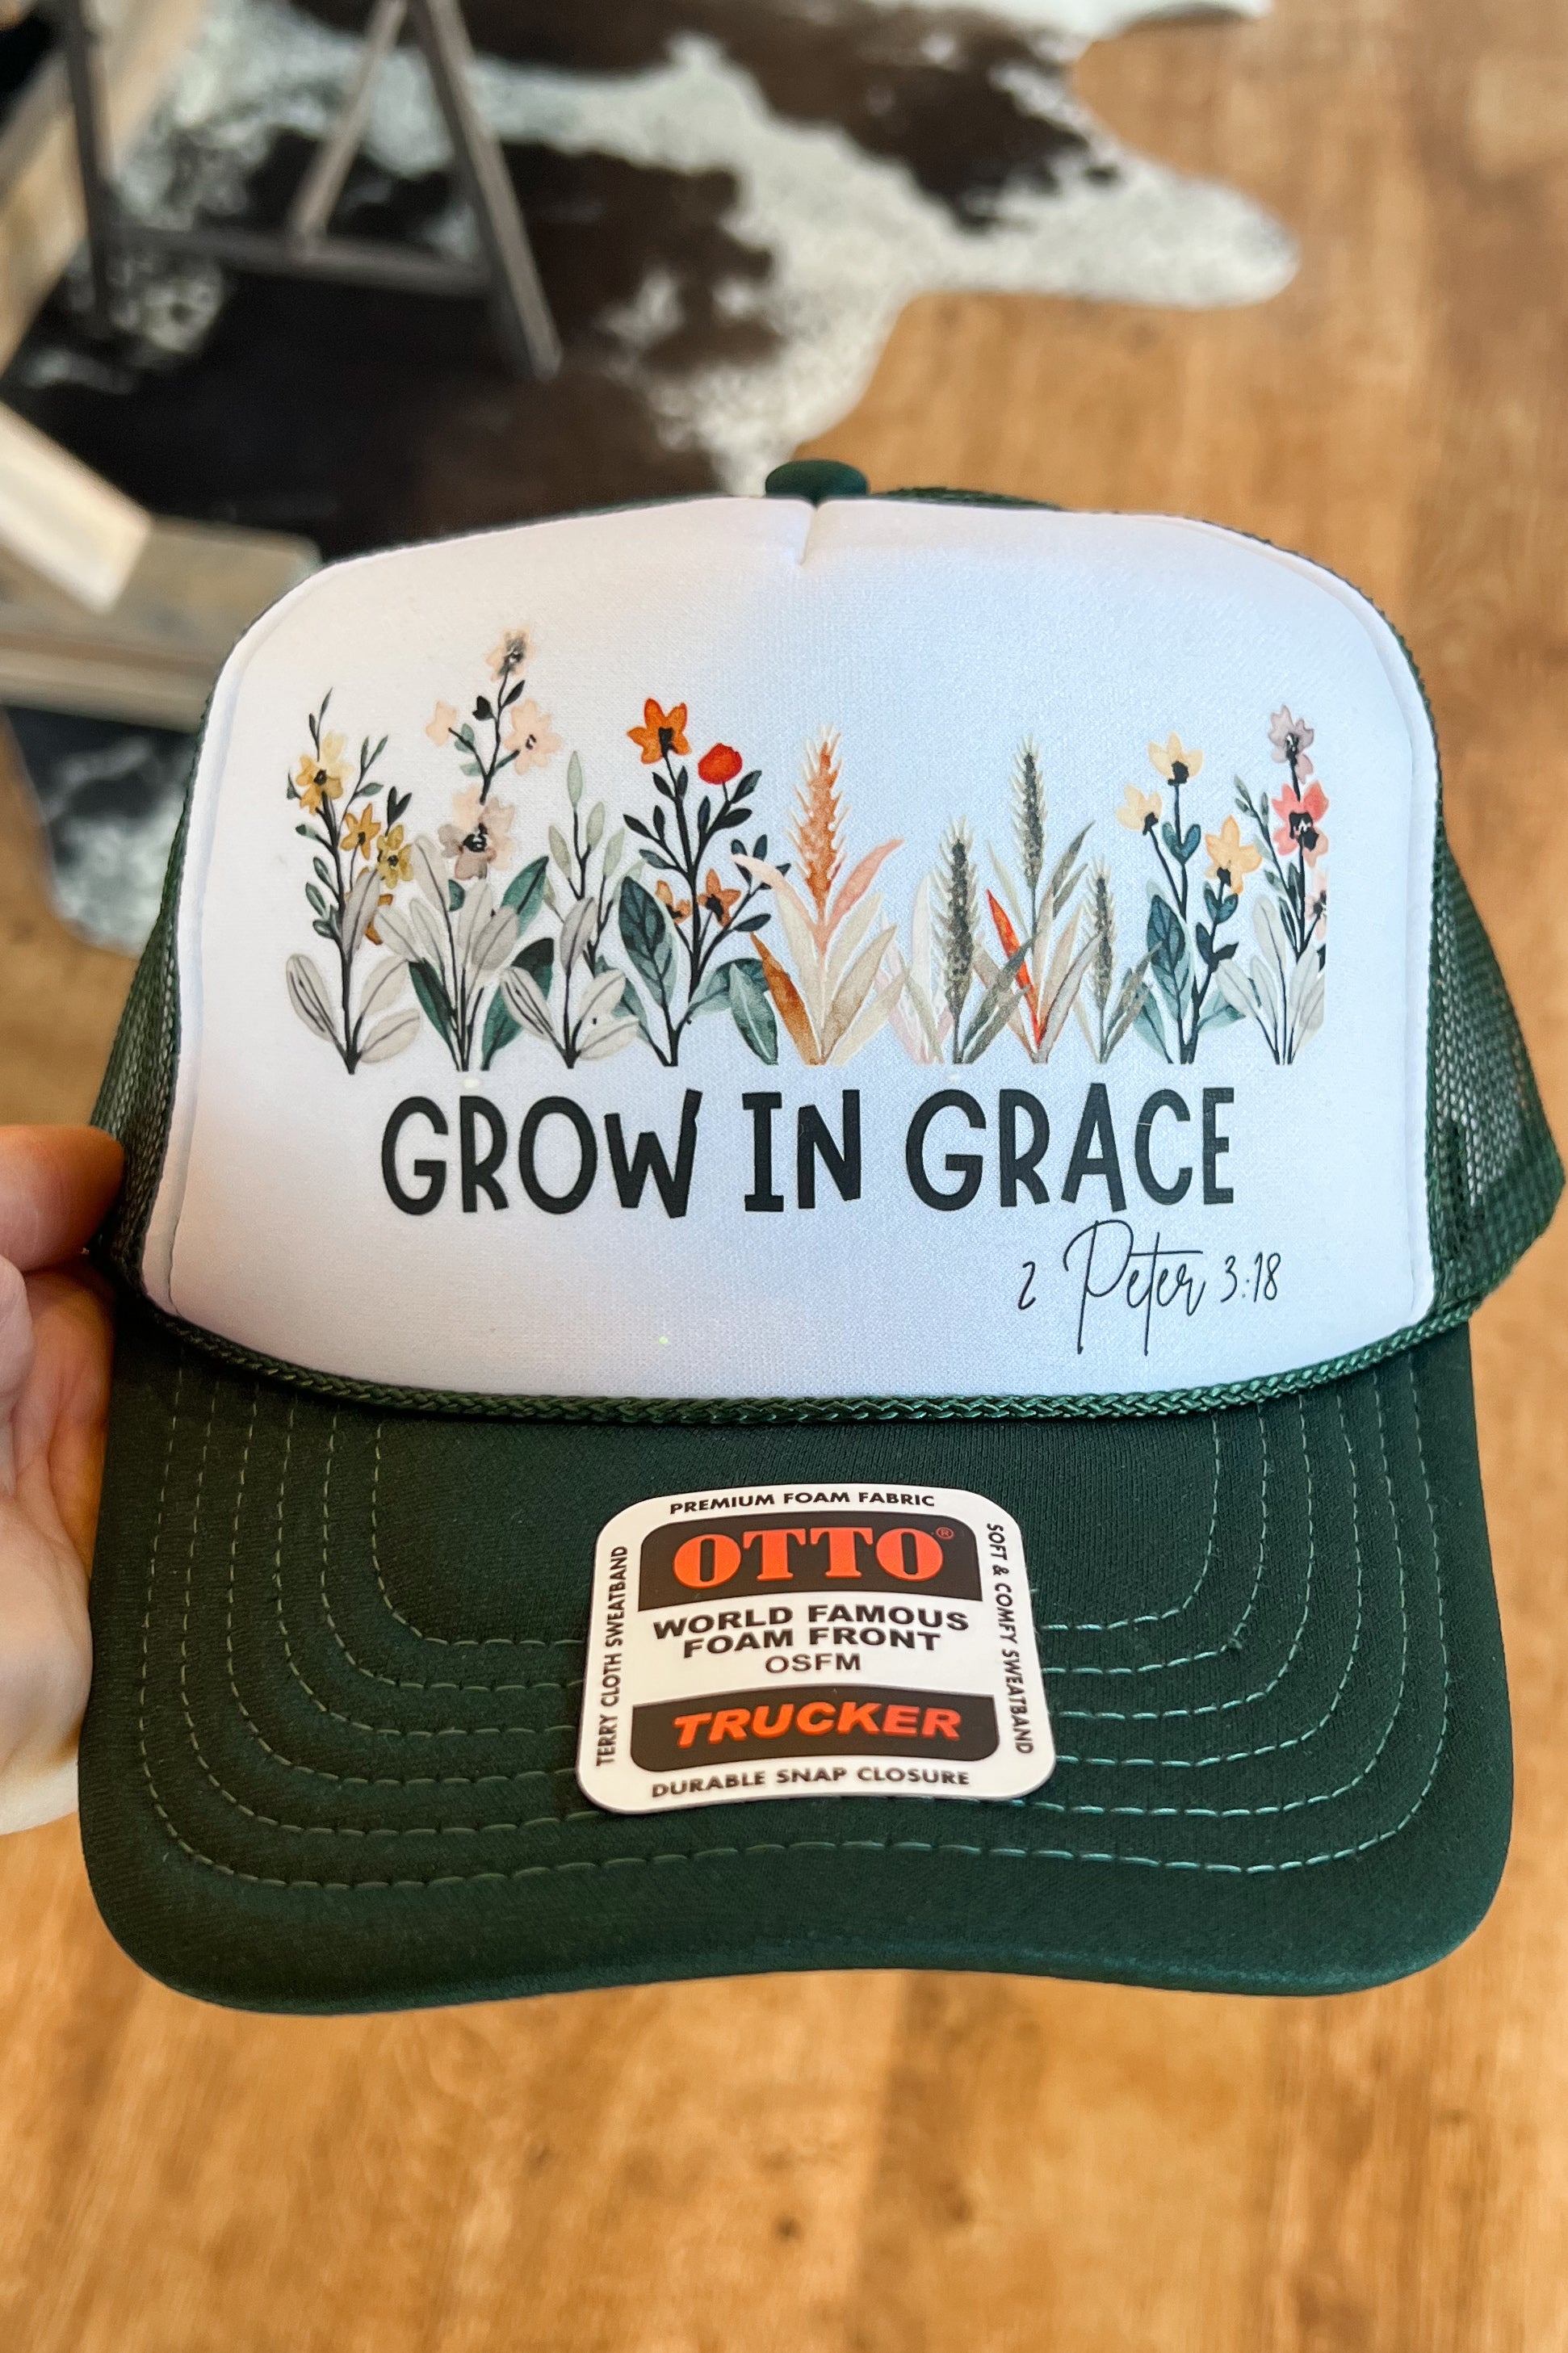 GROW IN GRACE
2 Peter 3:18
PREMIUM FOAM FABRIC
OTTO®
WORLD FAMOUS
FOAM FRONT
OSFM
TRUCKER
DURABLE SNAP CLOSURE
TERRY CLOTH SWEATBAND
SOFT & COMFY SWEATBAND